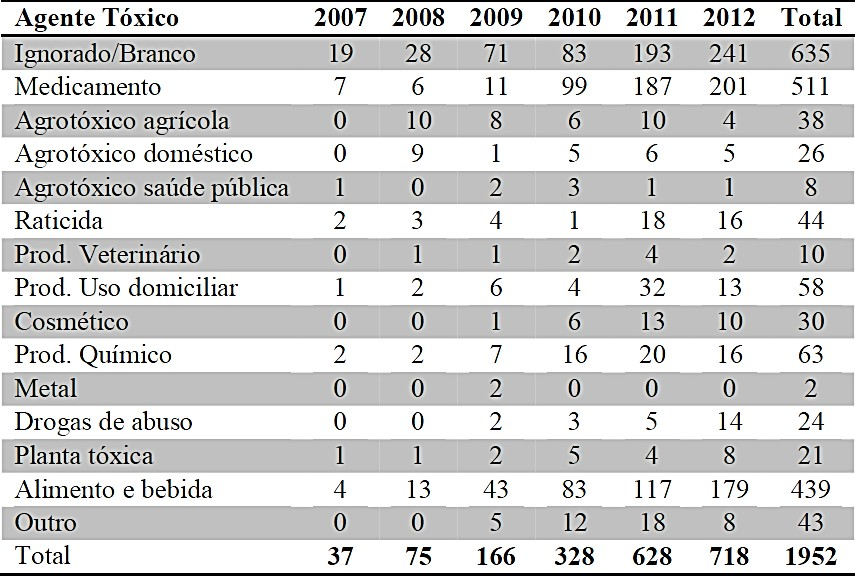 Agente Tóxico 2007 2008 2009 2010 2011 2012 Total
Ignorado/Branco 19 28 71 83 193 241 635
Medicamento 7 6 11 99 187 201 511
Agrotóxico agrícola 0 10 8 6 10 4 38
Agrotóxico doméstico 0 9 1 5 6 5 26
Agrotóxico saúde pública 1 0 2 3 1 1 8
Raticida 2 3 4 1 18 16 44
Prod. Veterinário 0 1 1 2 4 2 10
Prod. Uso domiciliar 1 2 6 4 32 13 58
Cosmético 0 0 1 6 13 10 30
Prod. Químico 2 2 7 16 20 16 63
Metal 0 0 2 0 0 0 2
Drogas de abuso 0 0 2 3 5 14 24
Planta tóxica 1 1 2 5 4 8 21
Alimento e bebida 4 13 43 83 117 179 439
Outro 0 0 5 12 18 8 43
Total 37 75 166 328 628 718 1952